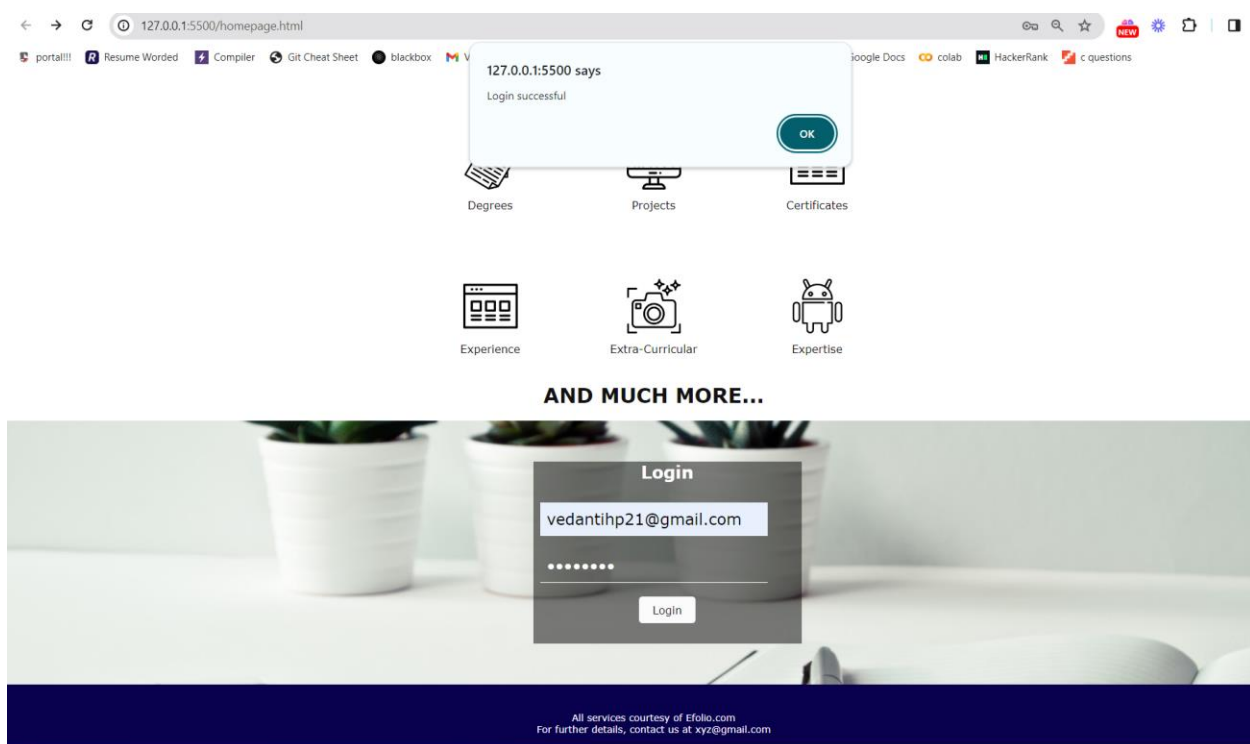 127.0.0.1:5500/homepage.html
NEW
portal!!! R Resume Worded Compiler Git Cheat Sheet blackbox V Google Docs colab HackerRank c questions
127.0.0.1:5500 says
Login successful
OK
Degrees Projects Certificates
Experience Extra-Curricular Expertise
AND MUCH MORE...
Login
vedantihp21@gmail.com
••••••••
Login
All services courtesy of Efolio.com
For further details, contact us at xyz@gmail.com